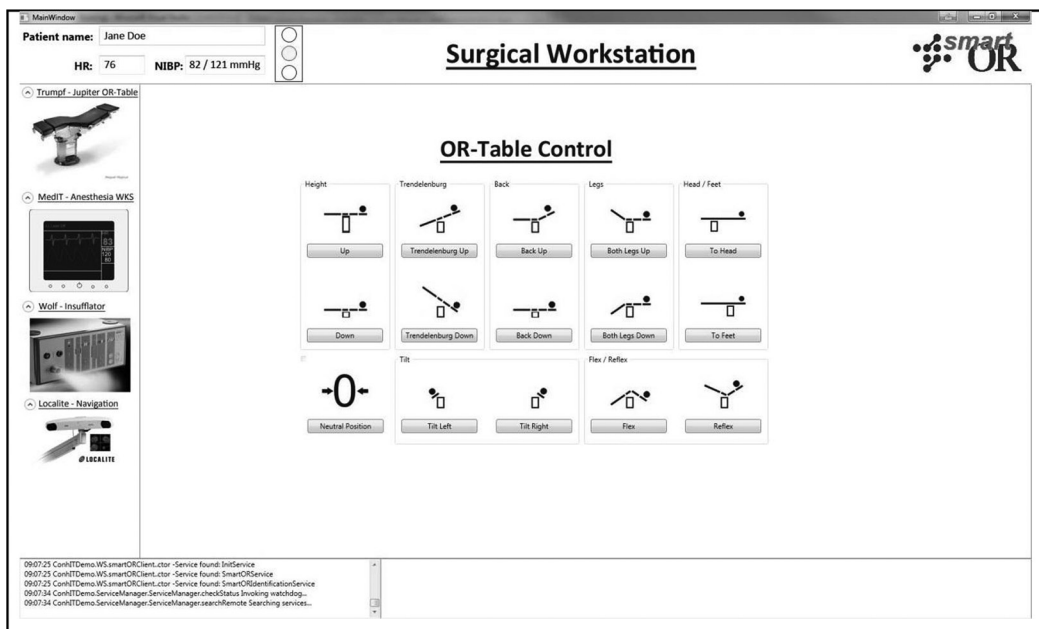 MainWindow
Patient name: Jane Doe
HR: 76 NIBP: 82 / 121 mmHg
Surgical Workstation
smart
OR
Trumpf - Jupiter OR-Table
MedIT - Anesthesia WKS
83
NIBP
120
80
Wolf - Insufflator
Localite - Navigation
LOCALITE
OR-Table Control
Height Trendelenburg Back Legs Head / Feet
Up Trendelenburg Up Back Up Both Legs Up To Head
Down Trendelenburg Down Back Down Both Legs Down To Feet
Tilt Flex / Reflex
0
Neutral Position Tilt Left Tilt Right Flex Reflex
09:07:25 ConhITDemo.WS.smartORClient..ctor -Service found: InitService
09:07:25 ConhITDemo.WS.smartORClient..ctor -Service found: SmartORService
09:07:25 ConhITDemo.WS.smartORClient..ctor -Service found: SmartORIdentificationService
09:07:34 ConhITDemo.ServiceManager.ServiceManager.checkStatus Invoking watchdog...
09:07:34 ConhITDemo.ServiceManager.ServiceManager.searchRemote Searching services...